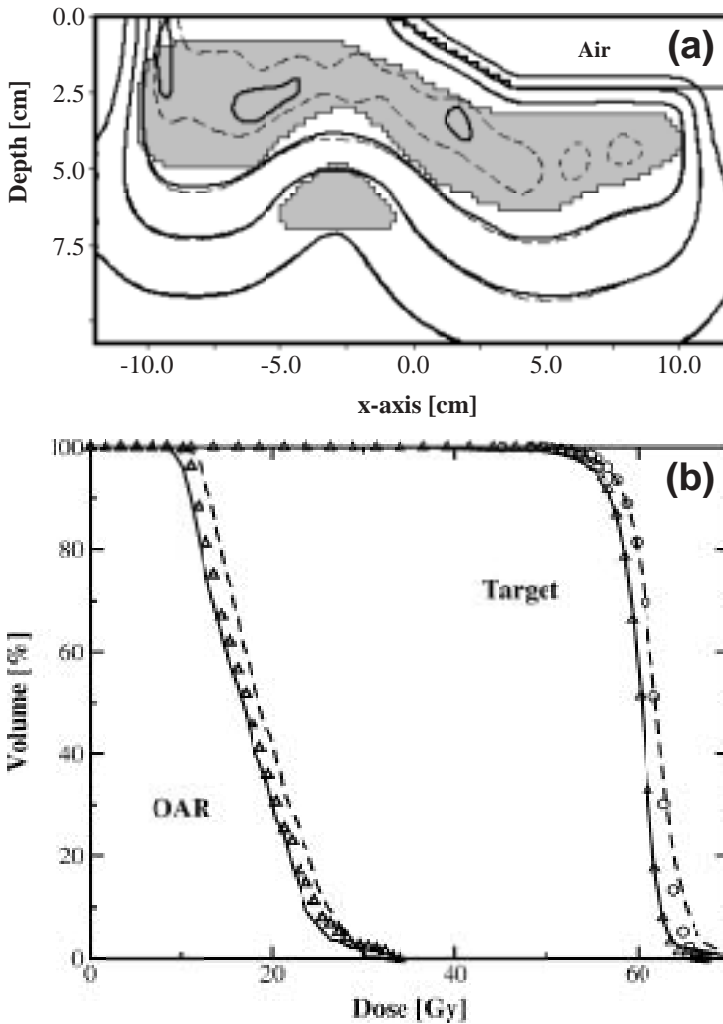 0.0
2.5
5.0
7.5
Depth [cm]
Air
(a)
-10.0 -5.0 0.0 5.0 10.0
x-axis [cm]
100
80
60
40
20
0
Volume [%]
(b)
Target
OAR
0 20 40 60
Dose [Gy]